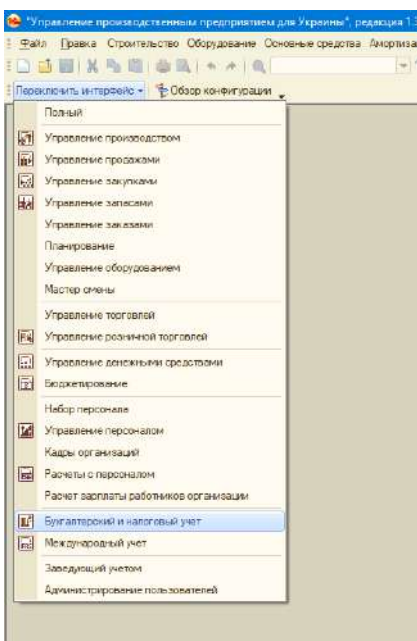 "Управление производственным предприятием для Украины", редакция 1.3
Файл Правка Строительство Оборудование Основные средства Амортиза
Переключить интерфейс Обзор конфигурации
Полный
Управление производством
Управление продажами
Управление закупками
Управление запасами
Управление заказами
Планирование
Управление оборудованием
Мастер смены
Управление торговлей
Управление розничной торговлей
Управление денежными средствами
Бюджетирование
Набор персонала
Управление персоналом
Кадры организаций
Расчеты с персоналом
Расчет зарплаты работников организации
Бухгалтерский и налоговый учет
Международный учет
Заведующий учетом
Администрирование пользователей